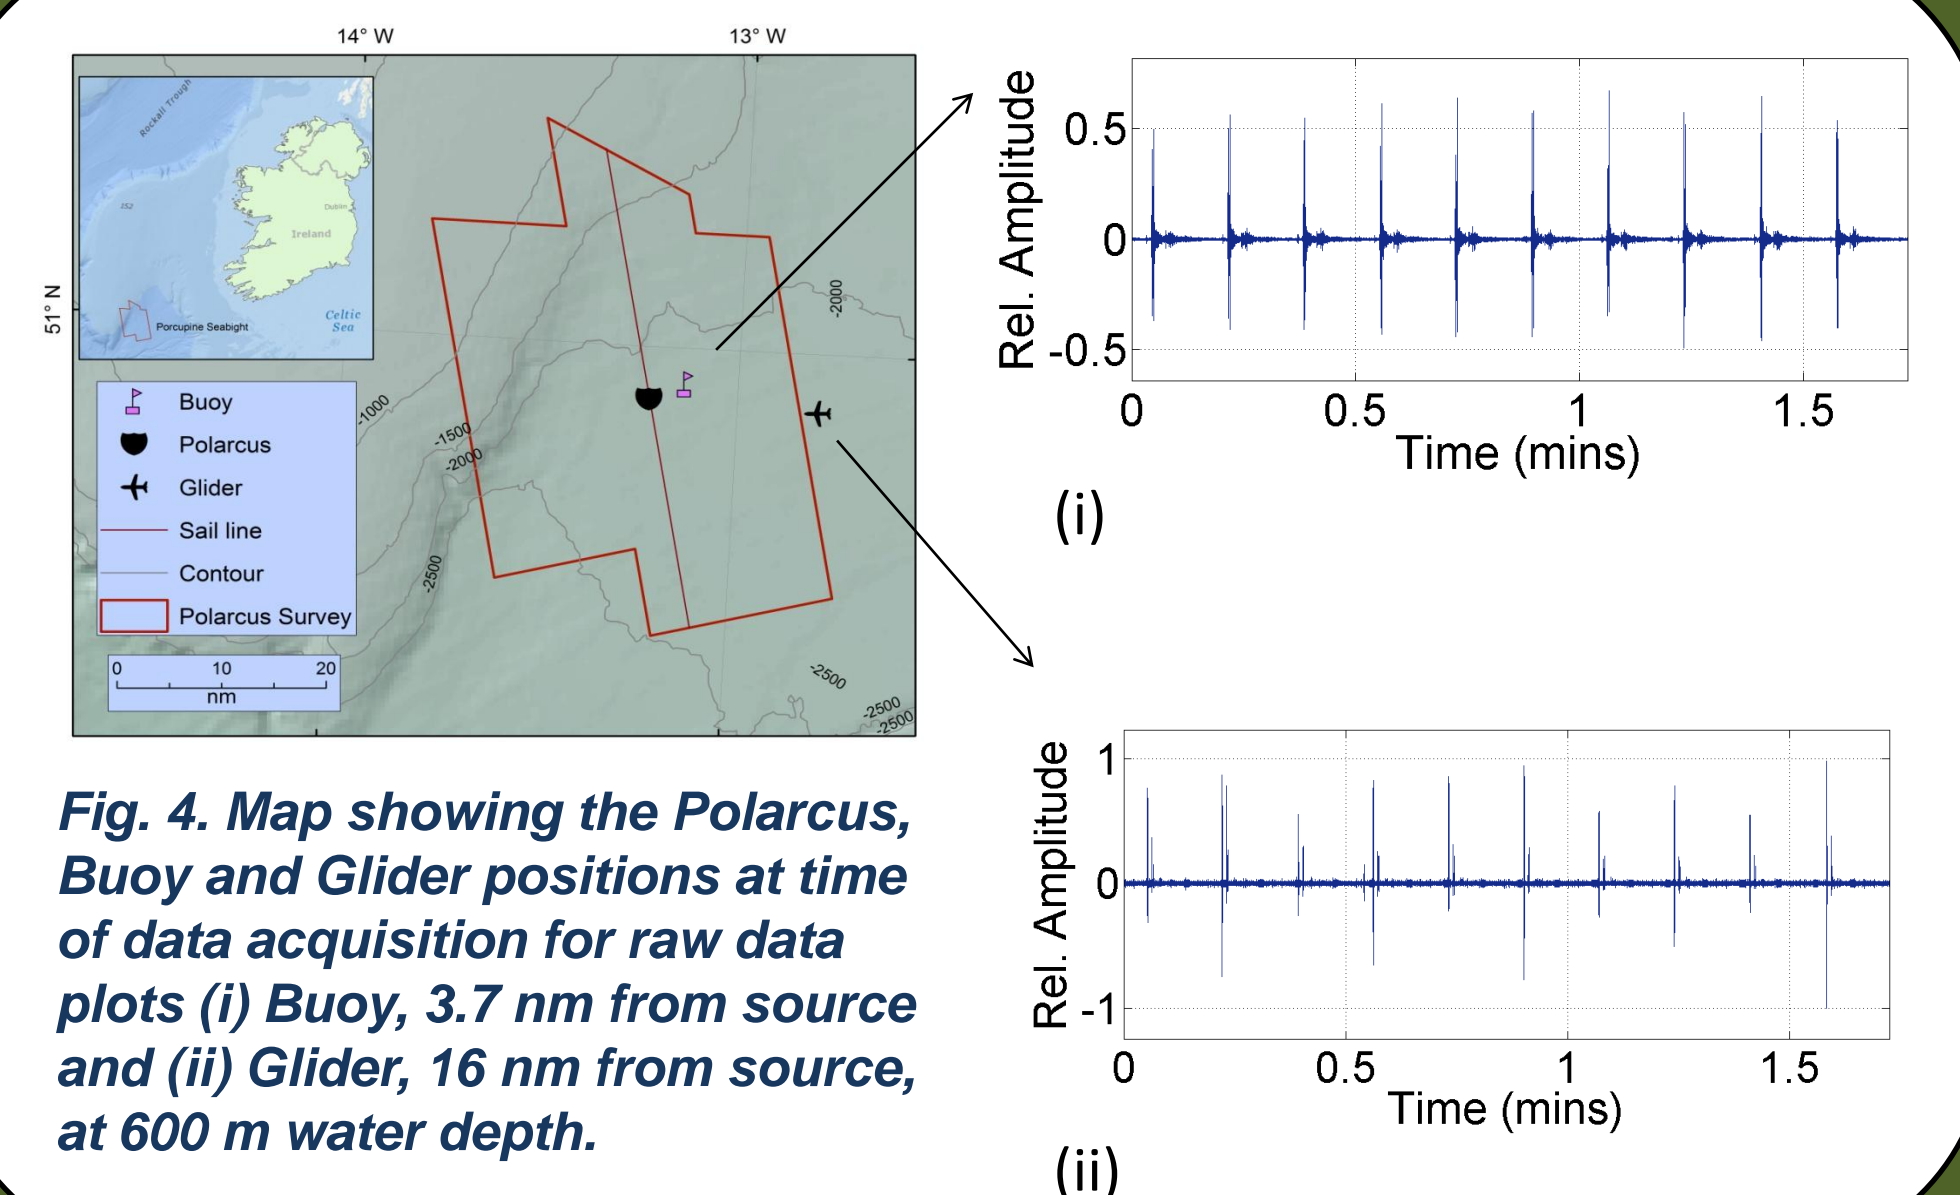 14° W
13° W
51° N
Rockall Trough
152
Dublin
Ireland
Celtic
Sea
Porcupine Seabight
Buoy
Polarcus
Glider
Sail line
Contour
Polarcus Survey
0 10 20
nm
-1000
-1500
-2000
-2500
-2000
-2500
-2500
-2500
Rel. Amplitude
0.5
0
-0.5
0 0.5 1 1.5
Time (mins)
(i)
Rel. Amplitude
1
0
-1
0 0.5 1 1.5
Time (mins)
(ii)
Fig. 4. Map showing the Polarcus,
Buoy and Glider positions at time
of data acquisition for raw data
plots (i) Buoy, 3.7 nm from source
and (ii) Glider, 16 nm from source,
at 600 m water depth.